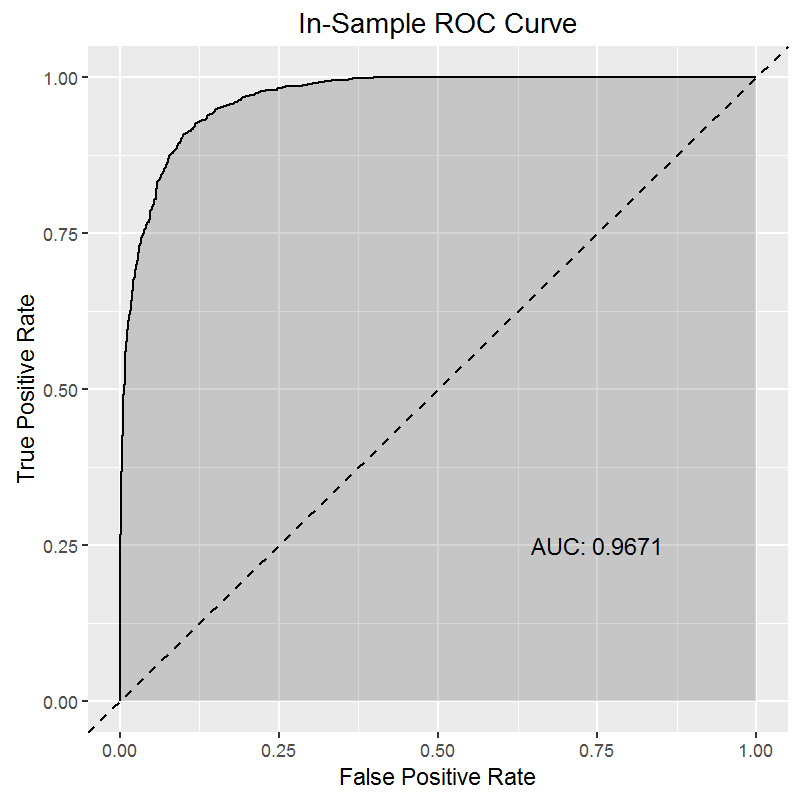 In-Sample ROC Curve
1.00
0.75
0.50
0.25
0.00
True Positive Rate
AUC: 0.9671
0.00 0.25 0.50 0.75 1.00
False Positive Rate